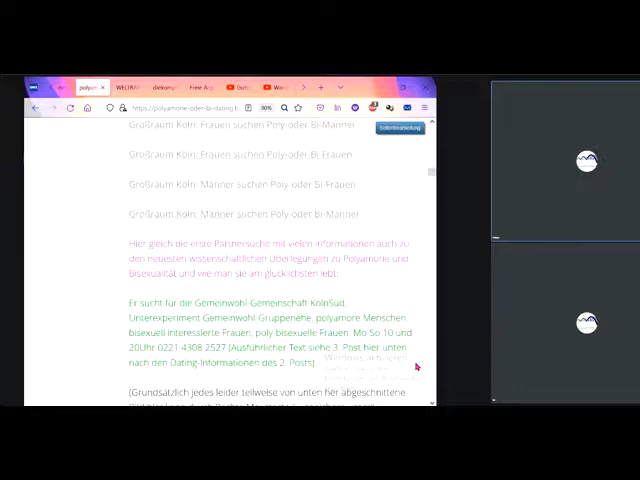 polyam
WELTRA
diekomp
Freie Arg
https://polyamorie-oder-bi-dating.b
80%
Großraum Köln: Frauen suchen Poly-oder Bi-Männer
Seitenbearbeitung
Großraum Köln: Frauen suchen Poly-oder Bi-Frauen
Großraum Köln: Männer suchen Poly-oder Bi-Frauen
Großraum Köln: Männer suchen Poly-oder Bi-Männer
Hier gleich die erste Partnersuche mit vielen Informationen auch zu
den neuesten wissenschaftlichen Überlegungen zu Polyamorie und
Bisexualität und wie man sie am glücklichsten lebt:
Er sucht für die Gemeinwohl-Gemeinschaft KölnSüd,
Unterexperiment Gemeinwohl Gruppenehe: polyamore Menschen,
bisexuell interessierte Frauen, poly-bisexuelle Frauen. Mo-So 10 und
20Uhr 0221 4308 2527 (Ausführlicher Text siehe 3. Post hier unten
nach den Dating-Informationen des 2. Posts)
Windows aktivieren
(Grundsätzlich jedes leider teilweise von unten her abgeschnittene